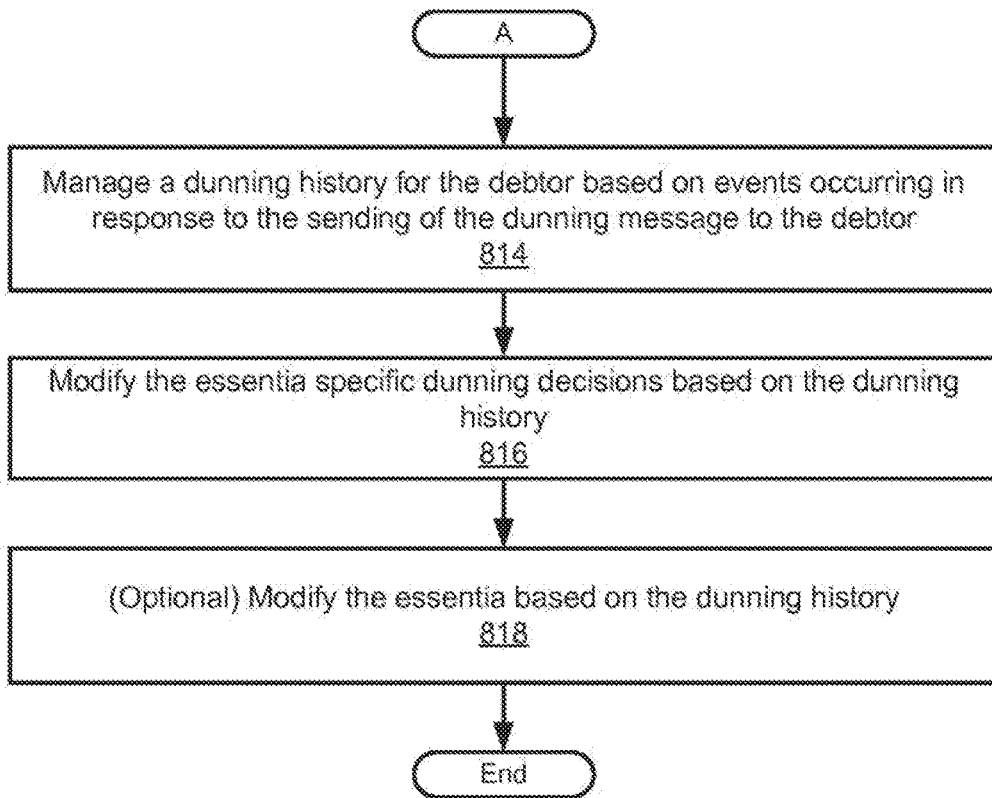 A
Manage a dunning history for the debtor based on events occurring in
response to the sending of the dunning message to the debtor
814
Modify the essentia specific dunning decisions based on the dunning
history
816
(Optional) Modify the essentia based on the dunning history
818
End